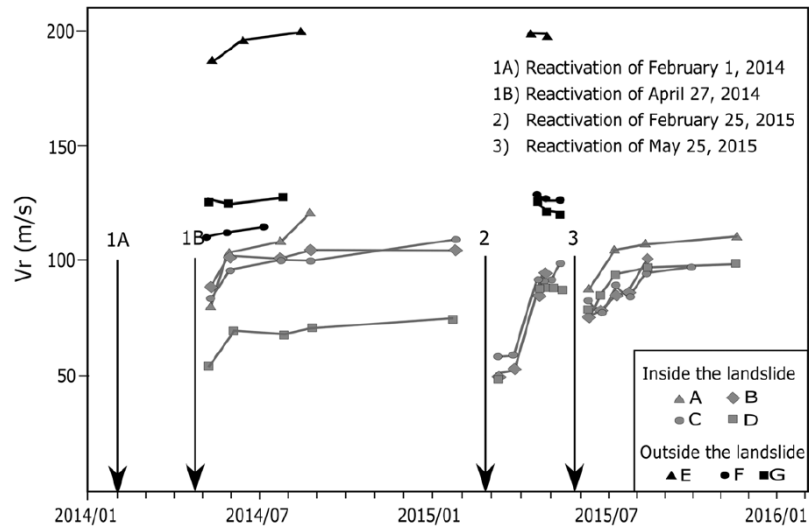 200
150
100
50
Vr (m/s)
1A) Reactivation of February 1, 2014
1B) Reactivation of April 27, 2014
2) Reactivation of February 25, 2015
3) Reactivation of May 25, 2015
1A
1B
2
3
Inside the landslide
A B
C D
Outside the landslide
E F G
2014/01 2014/07 2015/01 2015/07 2016/01